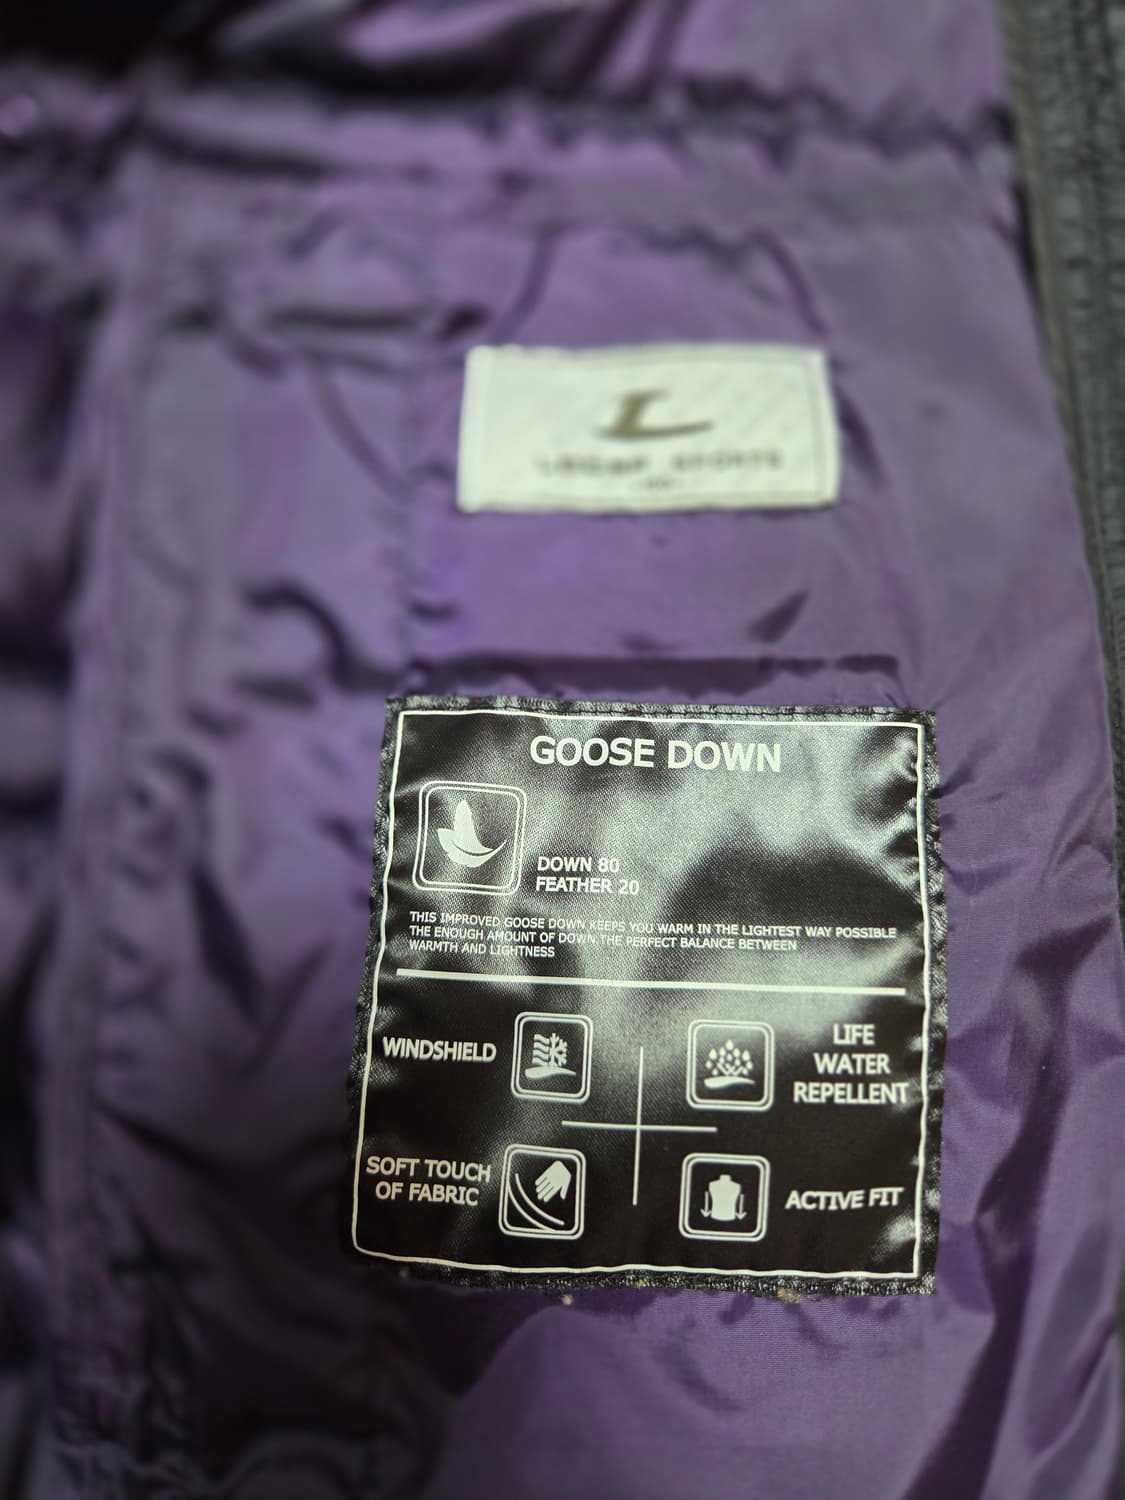 L
SPORTS
GOOSE DOWN
DOWN 80
FEATHER 20
THIS IMPROVED GOOSE DOWN KEEPS YOU WARM IN THE LIGHTEST WAY POSSIBLE
THE ENOUGH AMOUNT OF DOWN THE PERFECT BALANCE BETWEEN
WARMTH AND LIGHTNESS
WINDSHIELD
LIFE
WATER
REPELLENT
SOFT TOUCH
OF FABRIC
ACTIVE FIT